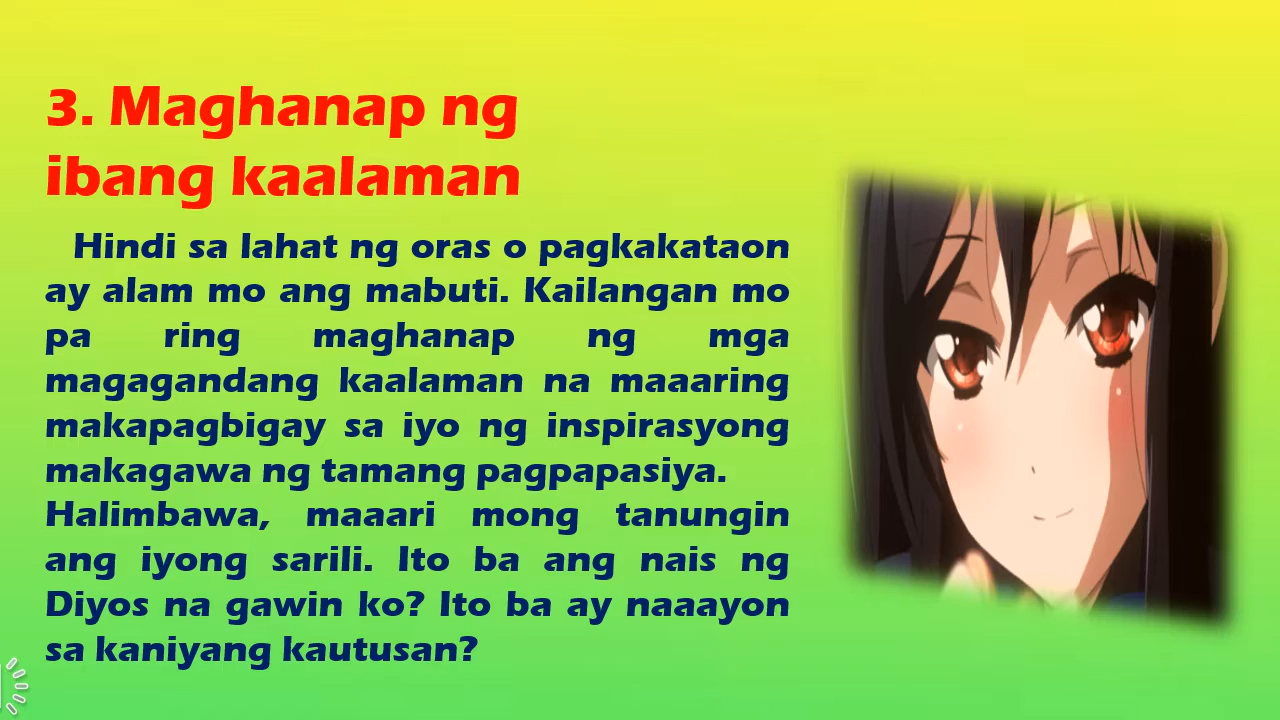 3. Maghanap ng
ibang kaalaman
Hindi sa lahat ng oras o pagkakataon
ay alam mo ang mabuti. Kailangan mo
pa ring maghanap ng mga
magagandang kaalaman na maaaring
makapagbigay sa iyo ng inspirasyong
makagawa ng tamang pagpapasiya.
Halimbawa, maaari mong tanungin
ang iyong sarili. Ito ba ang nais ng
Diyos na gawin ko? Ito ba ay naaayon
sa kaniyang kautusan?